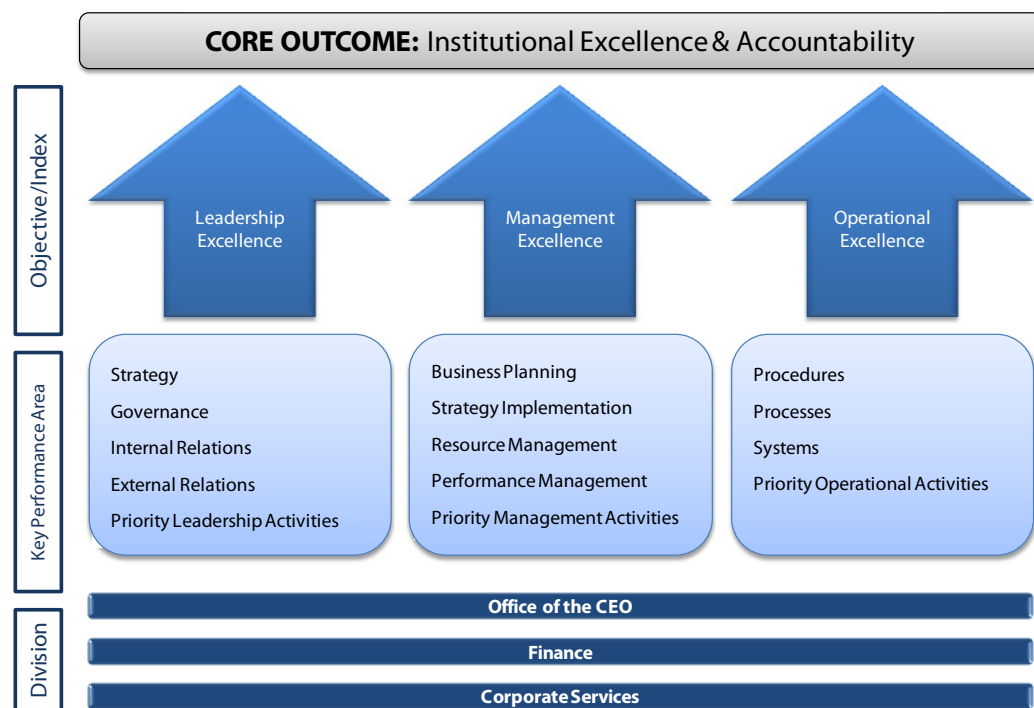 CORE OUTCOME: Institutional Excellence & Accountability
Objective/Index
Leadership
Excellence
Management
Excellence
Operational
Excellence
Key Performance Area
Strategy
Governance
Internal Relations
External Relations
Priority Leadership Activities
Business Planning
Strategy Implementation
Resource Management
Performance Management
Priority Management Activities
Procedures
Processes
Systems
Priority Operational Activities
Division
Office of the CEO
Finance
Corporate Services